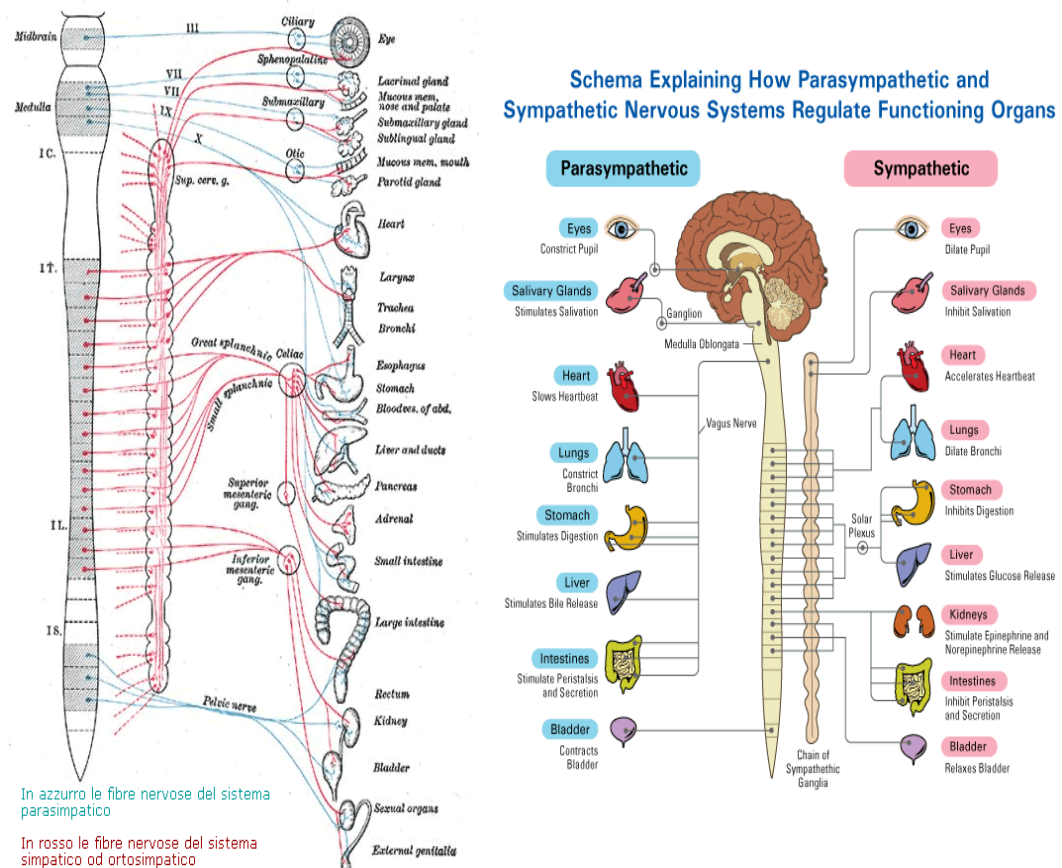 III
Ciliary
Midbrain
Eye
Sphenopalatine
VII
Lacrimal gland
VII
Mucous mem.
nose and palate
Medulla
Submaxillary
IX
Submaxillary gland
Sublingual gland
X
I C.
Otic
Mucous mem. mouth
Sup. cerv. g.
Parotid gland
Heart
I T.
Larynx
Trachea
Bronchi
Great splanchnic
Celiac
Esophagus
Small splanchnic
Stomach
Bloodves. of abd.
Liver and ducts
Superior
mesenteric
gang.
Pancreas
Adrenal
I L.
Inferior
mesenteric
gang.
Small intestine
Large intestine
I S.
Pelvic nerve
Rectum
Kidney
Bladder
Sexual organs
External genitalia
In azzurro le fibre nervose del sistema
parasimpatico
In rosso le fibre nervose del sistema
simpatico od ortosimpatico
Schema Explaining How Parasympathetic and
Sympathetic Nervous Systems Regulate Functioning Organs
Parasympathetic
Eyes
Constrict Pupil
Salivary Glands
Stimulates Salivation
Ganglion
Medulla Oblongata
Heart
Slows Heartbeat
Vagus Nerve
Lungs
Constrict
Bronchi
Stomach
Stimulates Digestion
Liver
Stimulates Bile Release
Intestines
Stimulate Peristalsis
and Secretion
Bladder
Contracts
Bladder
Sympathetic
Eyes
Dilate Pupil
Salivary Glands
Inhibit Salivation
Heart
Accelerates Heartbeat
Lungs
Dilate Bronchi
Stomach
Inhibits Digestion
Solar
Plexus
Liver
Stimulates Glucose Release
Kidneys
Stimulate Epinephrine and
Norepinephrine Release
Intestines
Inhibit Peristalsis
and Secretion
Bladder
Relaxes Bladder
Chain of
Sympathethic
Ganglia